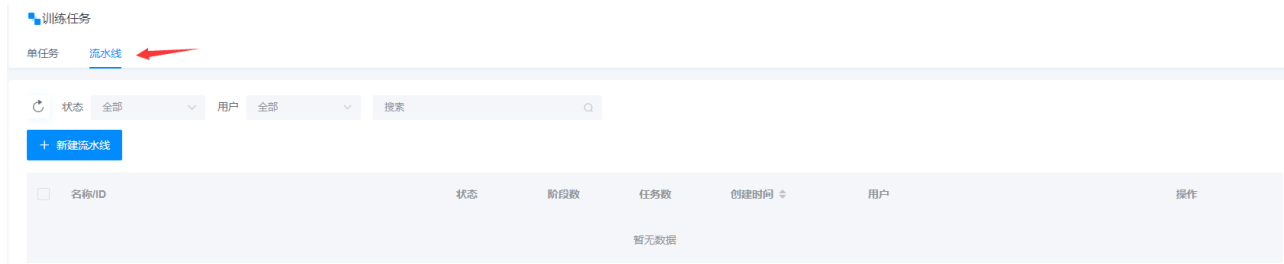 训练任务
单任务 流水线
状态 全部 用户 全部 搜索
+ 新建流水线
名称/ID 状态 阶段数 任务数 创建时间 用户 操作
暂无数据